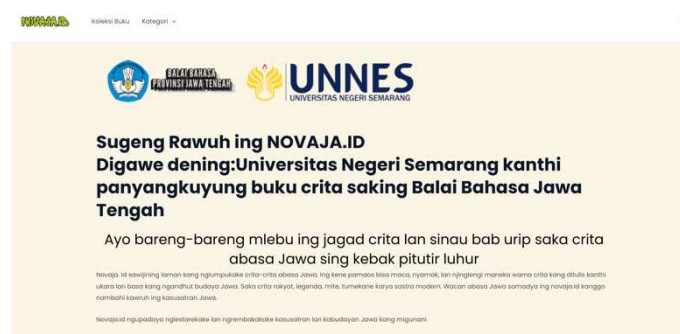 NOVAJA.ID Koleksi Buku Kategori
BALAI BAHASA
PROVINSI JAWA TENGAH
UNNES
UNIVERSITAS NEGERI SEMARANG
Sugeng Rawuh ing NOVAJA.ID
Digawe dening:Universitas Negeri Semarang kanthi
panyangkuyung buku crita saking Balai Bahasa Jawa
Tengah
Ayo bareng-bareng mlebu ing jagad crita lan sinau bab urip saka crita
abasa Jawa sing kebak pitutir luhur
Novaja. Id sawijining laman kang nglumpukake crita-crita abasa Jawa. Ing kene pamaos bisa maca, nyemak, lan njinglengi maneka warna crita kang ditulis kanthi
ukara lan basa kang ngandhut budaya Jawa. Saka crita rakyat, legenda, mite, tumekane karya sastra modern. Wacan abasa Jawa samadya ing novaja.id kanggo
nambahi kawruh ing kasusatran Jawa.
Novaja.id ngupadaya nglestarekake lan ngrembakakake kasusatran lan kabudayan Jawa kang migunani.